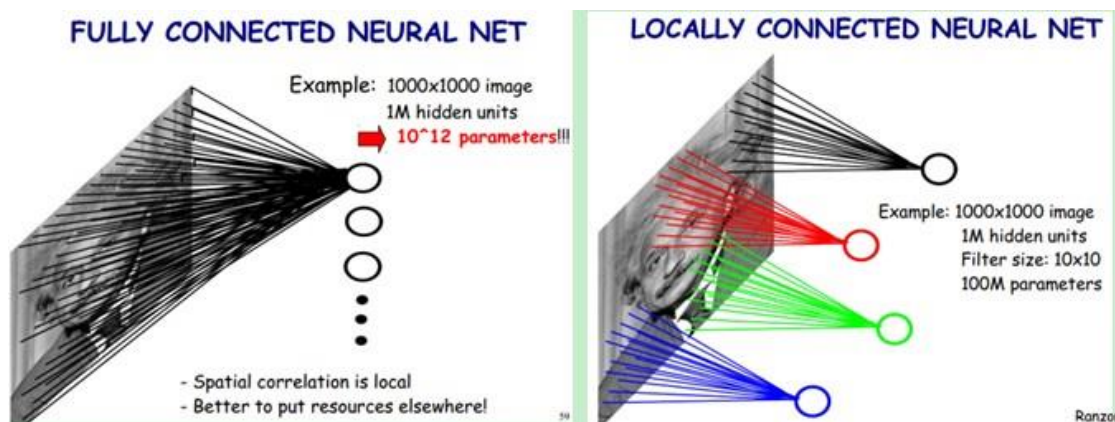 FULLY CONNECTED NEURAL NET
Example: 1000x1000 image
1M hidden units
10^12 parameters!!!
- Spatial correlation is local
- Better to put resources elsewhere!
59
LOCALLY CONNECTED NEURAL NET
Example: 1000x1000 image
1M hidden units
Filter size: 10x10
100M parameters
Ranzo